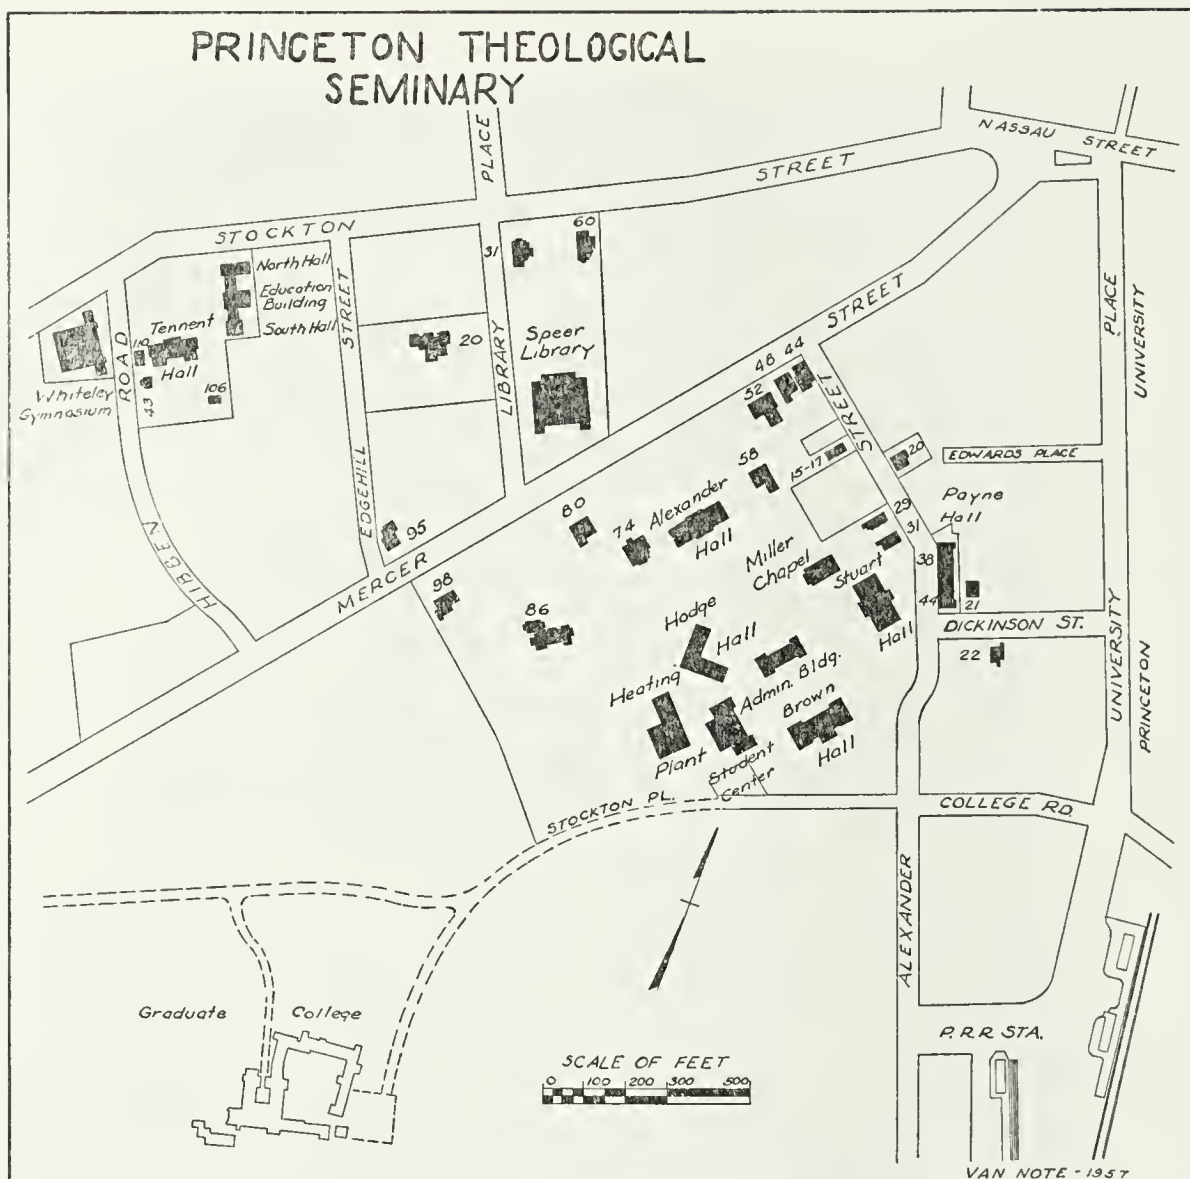 PRINCETON THEOLOGICAL
SEMINARY
NASSAU STREET
PLACE
STREET
STOCKTON
60
31
North Hall
Education
Building
South Hall
STREET
ROAD
Tennent
Hall
110
43
106
Whiteley
Gymnasium
20
LIBRARY
Speer
Library
STREET
PLACE
UNIVERSITY
48
44
52
STREET
15-17
20
EDWARDS PLACE
58
Payne
Hall
29
31
38
44
21
DICKINSON ST.
22
Alexander
Hall
80
74
Miller
Chapel
Stuart
Hall
EDGEHILL
95
HIBBEN
MERCER
98
86
Hodge
Hall
Admin. Bldg.
Heating
Plant
Brown
Hall
Student
Center
UNIVERSITY
PRINCETON
STOCKTON PL.
COLLEGE RD.
ALEXANDER
Graduate College
P.R.R STA.
SCALE OF FEET
0 100 200 300 500
VAN NOTE - 1957